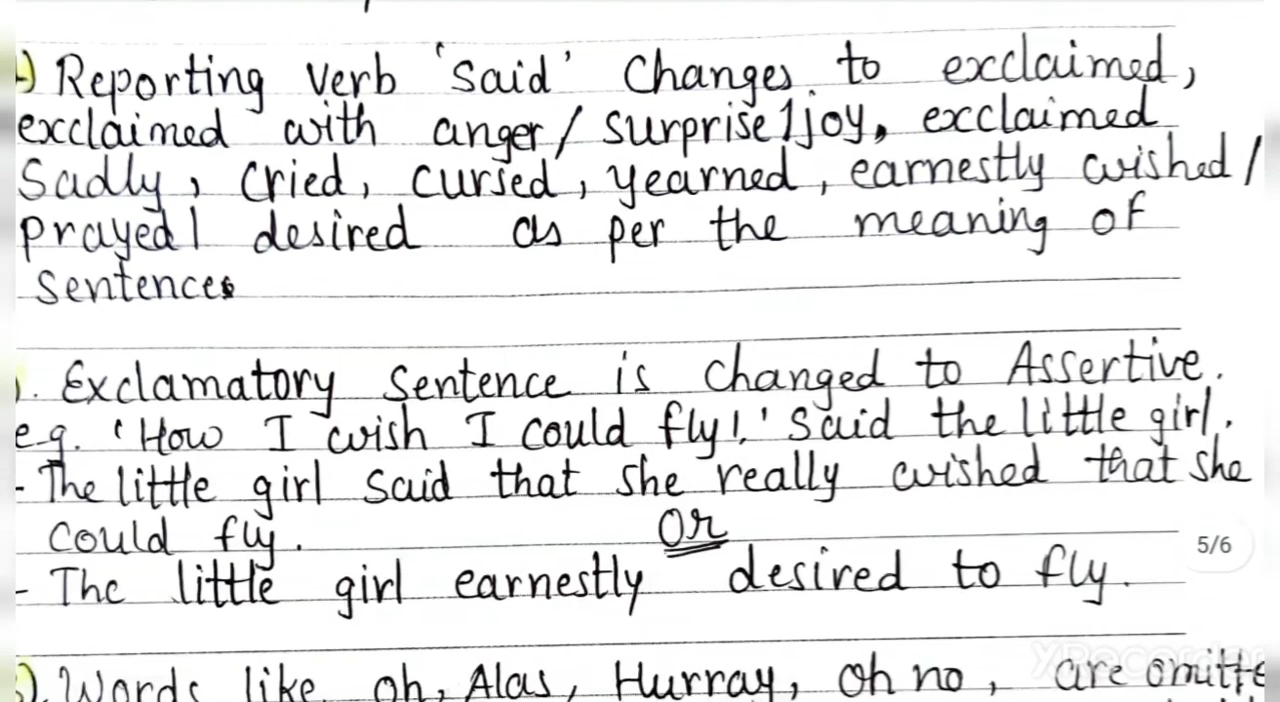 ) Reporting verb 'said' Changes to exclaimed,
exclaimed with anger/ surprise/joy, exclaimed
Sadly, cried, cursed, yearned, earnestly wished/
prayed/ desired as per the meaning of
Sentences
. Exclamatory Sentence is changed to Assertive.
e.g. 'How I wish I could fly!' Said the little girl.
- The little girl said that she really wished that she
could fly. Or
- The little girl earnestly desired to fly.
5/6
). Words like oh, Alas, Hurray, Oh no, are omitte